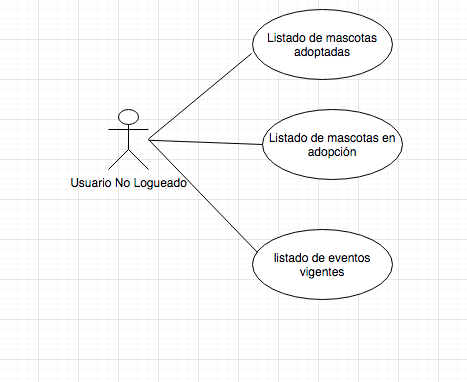 Listado de mascotas
adoptadas
Listado de mascotas en
adopción
Usuario No Logueado
listado de eventos
vigentes